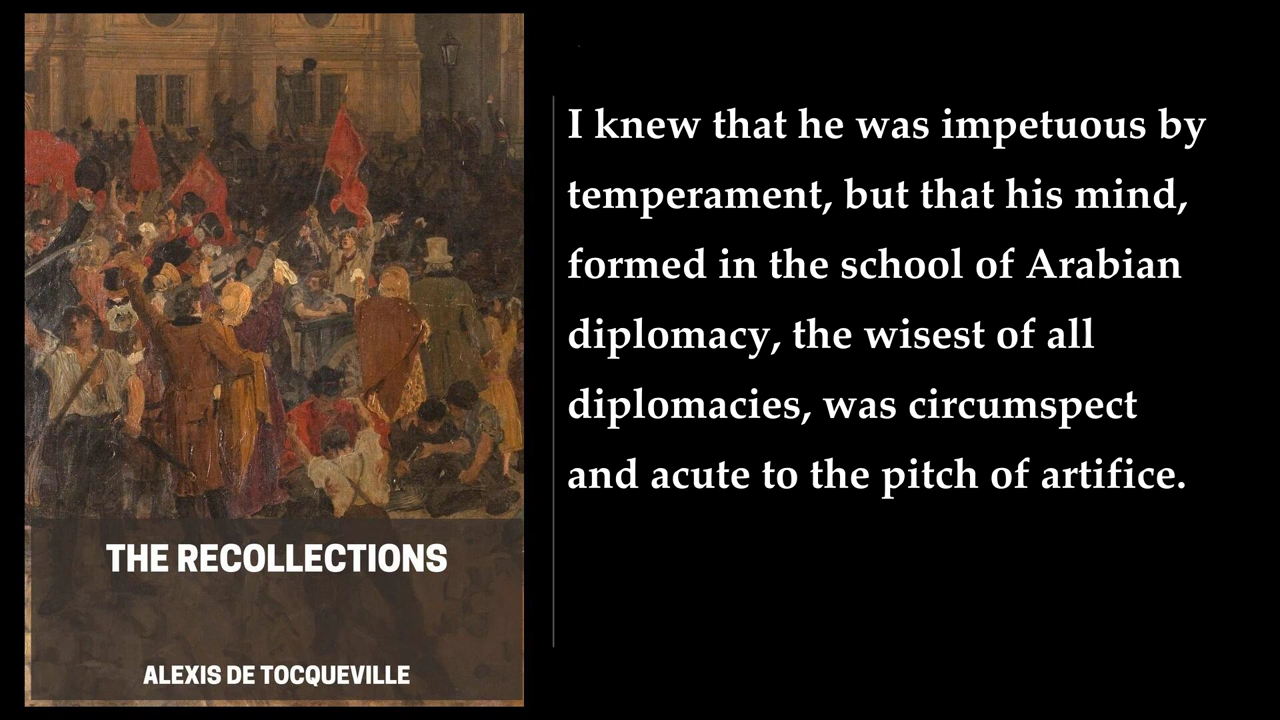 I knew that he was impetuous by
temperament, but that his mind,
formed in the school of Arabian
diplomacy, the wisest of all
diplomacies, was circumspect
and acute to the pitch of artifice.
THE RECOLLECTIONS
ALEXIS DE TOCQUEVILLE